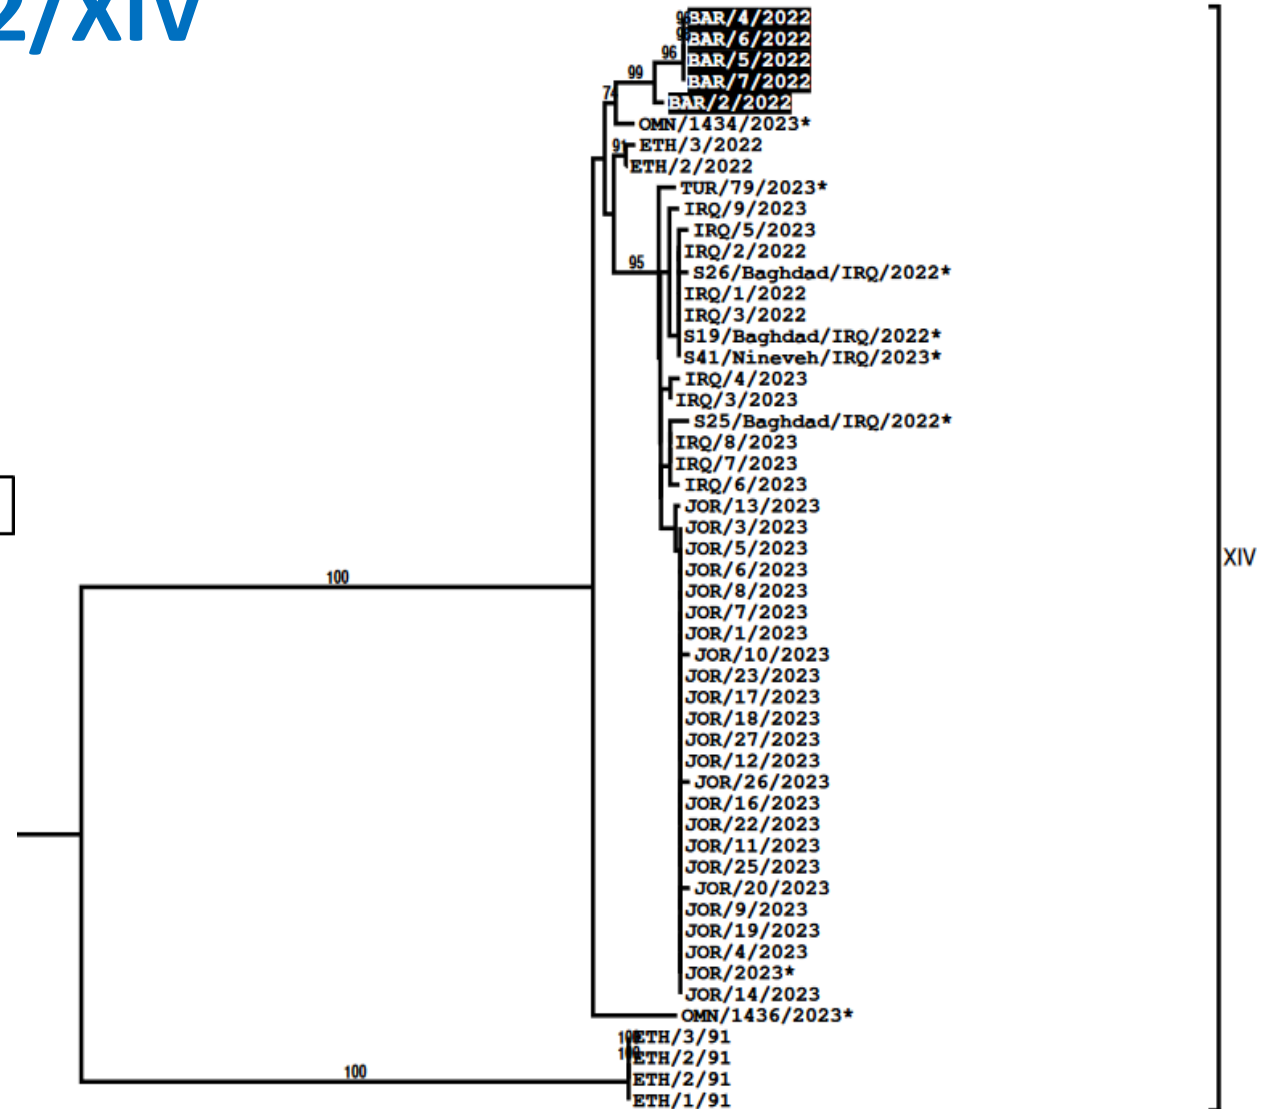 2/XIV
96
BAR/4/2022
BAR/6/2022
96
BAR/5/2022
99
BAR/7/2022
74
BAR/2/2022
OMN/1434/2023*
91
ETH/3/2022
ETH/2/2022
TUR/79/2023*
IRQ/9/2023
IRQ/5/2023
IRQ/2/2022
95
S26/Baghdad/IRQ/2022*
IRQ/1/2022
IRQ/3/2022
S19/Baghdad/IRQ/2022*
S41/Nineveh/IRQ/2023*
IRQ/4/2023
IRQ/3/2023
S25/Baghdad/IRQ/2022*
IRQ/8/2023
IRQ/7/2023
IRQ/6/2023
JOR/13/2023
JOR/3/2023
JOR/5/2023
XIV
JOR/6/2023
100
JOR/8/2023
JOR/7/2023
JOR/1/2023
JOR/10/2023
JOR/23/2023
JOR/17/2023
JOR/18/2023
JOR/27/2023
JOR/12/2023
JOR/26/2023
JOR/16/2023
JOR/22/2023
JOR/11/2023
JOR/25/2023
JOR/20/2023
JOR/9/2023
JOR/19/2023
JOR/4/2023
JOR/2023*
JOR/14/2023
OMN/1436/2023*
100
ETH/3/91
100
ETH/2/91
100
ETH/2/91
ETH/1/91